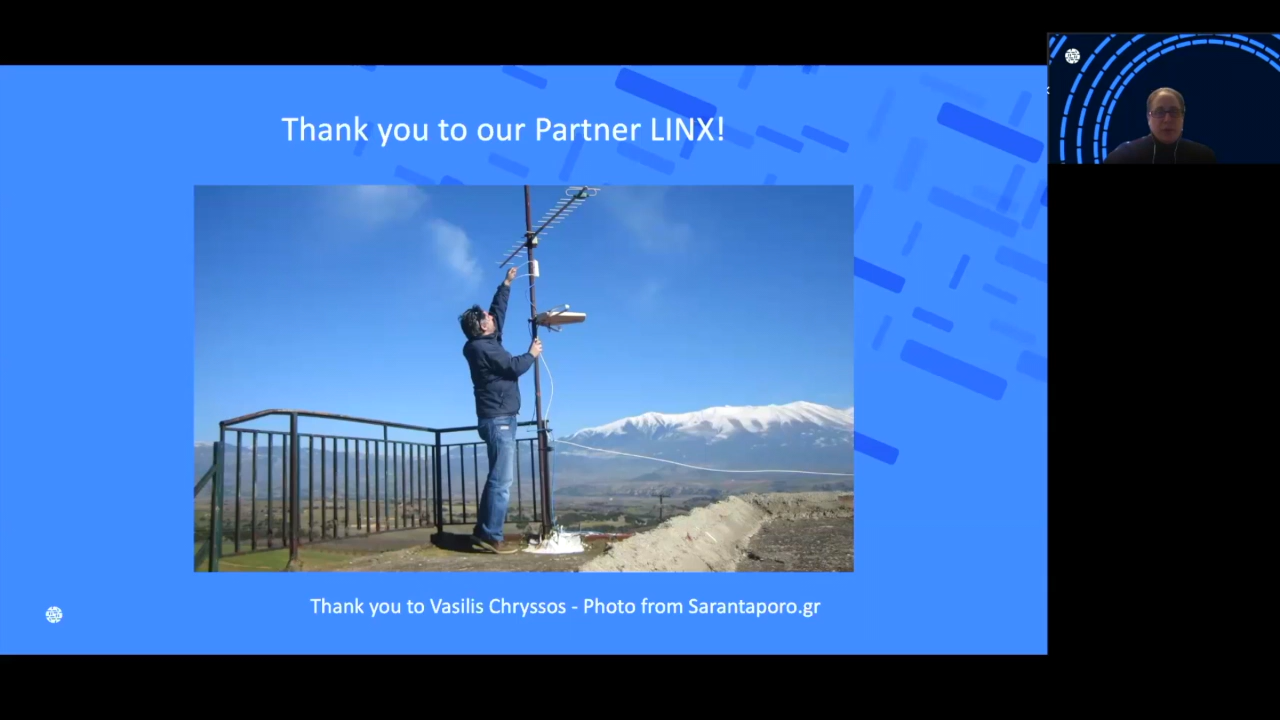 Thank you to our Partner LINX!
Thank you to Vasilis Chryssos - Photo from Sarantaporo.gr